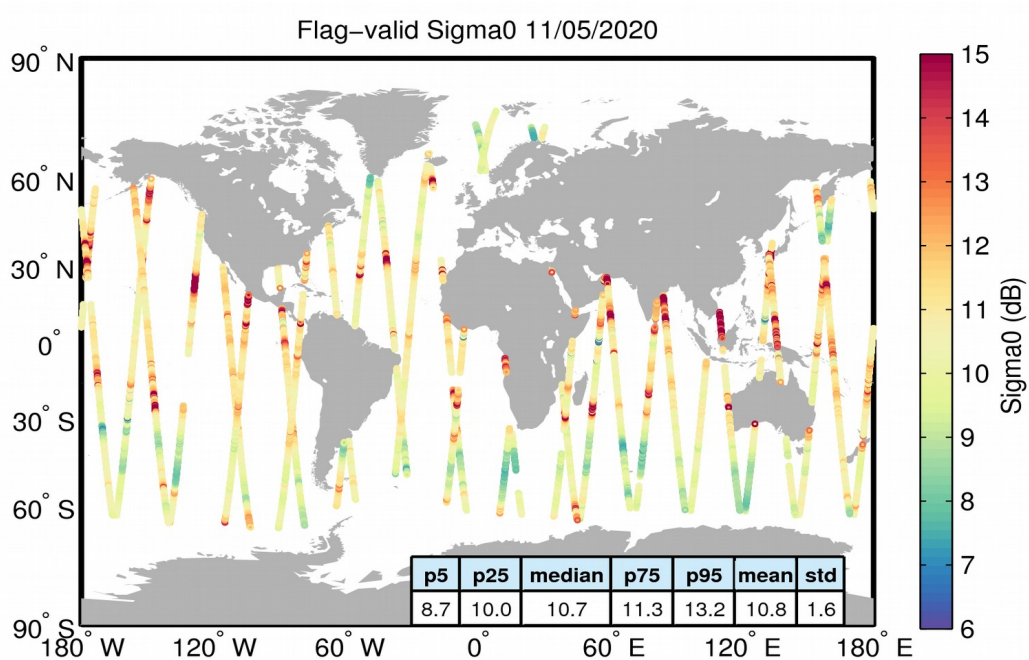 Flag−valid Sigma0 11/05/2020
90° N
60° N
30° N
0°
30° S
60° S
90° S
180° W
120° W
60° W
0°
60° E
120° E
180° E
p5 p25 median p75 p95 mean std
8.7 10.0 10.7 11.3 13.2 10.8 1.6
15
14
13
12
11
10
9
8
7
6
Sigma0 (dB)